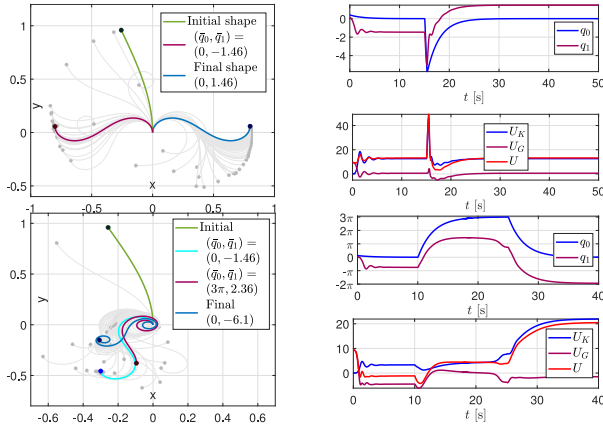 1
0.5
0
-0.5
y
Initial shape
(q̄₀, q̄₁) =
(0, −1.46)
Final shape
(0, 1.46)
x
-1 -0.5 0 0.5 1
0
-2
-4
q₀
q₁
0 10 20 30 40 50
t [s]
40
20
0
U_K
U_G
U
0 10 20 30 40 50
t [s]
1
0.5
0
-0.5
y
Initial
(q̄₀, q̄₁) =
(0, −1.46)
(q̄₀, q̄₁) =
(3π, 2.36)
Final
(0, −6.1)
x
-0.6 -0.4 -0.2 0 0.2 0.4 0.6
3π
2π
π
0
-π
-2π
q₀
q₁
0 10 20 30 40
t [s]
20
10
0
U_K
U_G
U
0 10 20 30 40
t [s]